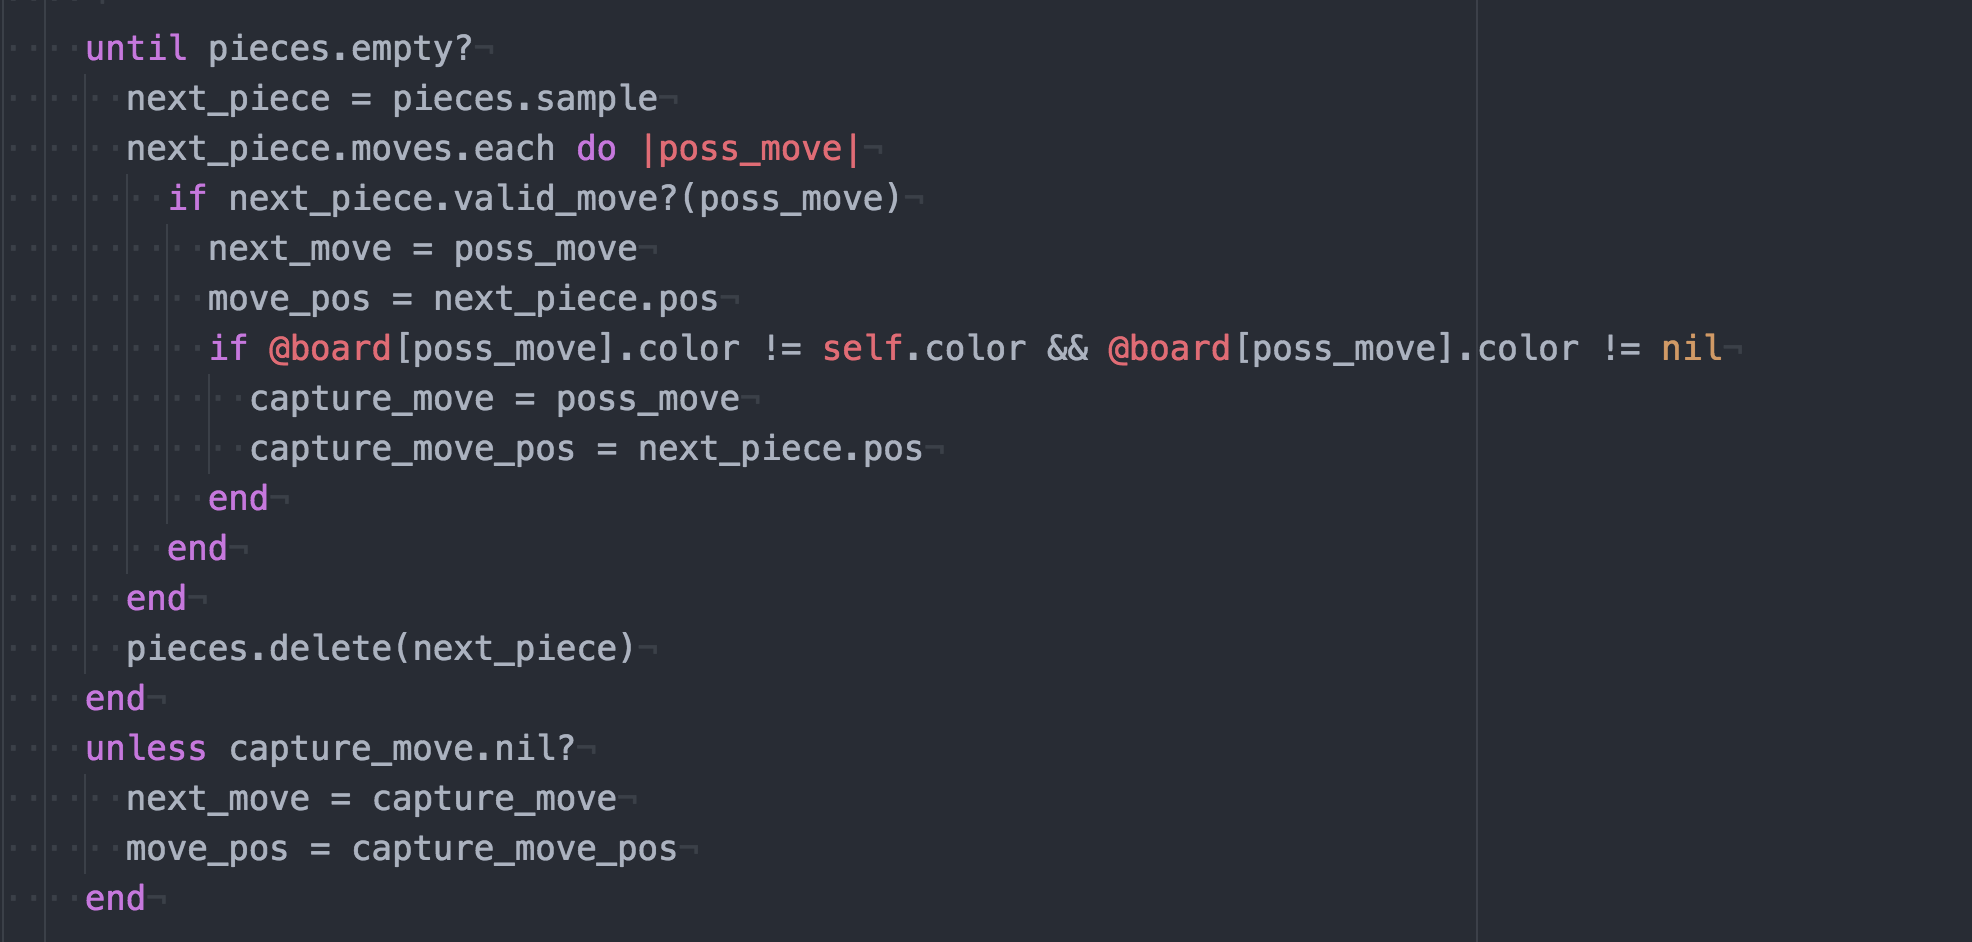 until pieces.empty?¬
next_piece = pieces.sample¬
next_piece.moves.each do |poss_move|¬
if next_piece.valid_move?(poss_move)¬
next_move = poss_move¬
move_pos = next_piece.pos¬
if @board[poss_move].color != self.color && @board[poss_move].color != nil¬
capture_move = poss_move¬
capture_move_pos = next_piece.pos¬
end¬
end¬
end¬
pieces.delete(next_piece)¬
end¬
unless capture_move.nil?¬
next_move = capture_move¬
move_pos = capture_move_pos¬
end¬